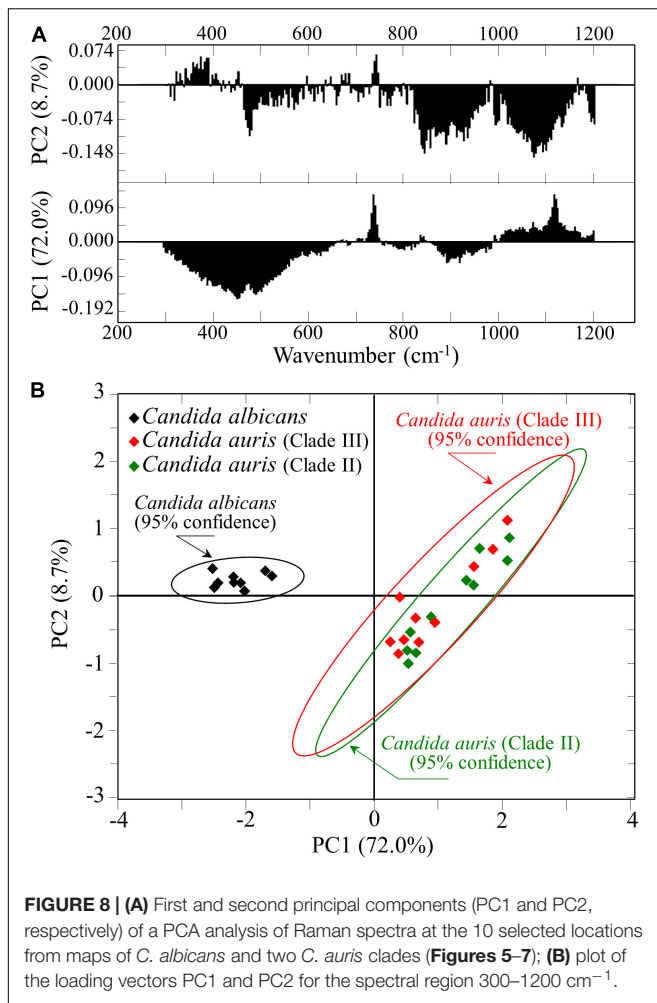 A
200 400 600 800 1000 1200
0.074
0.000
-0.074
-0.148
PC2 (8.7%)
0.096
0.000
-0.096
-0.192
PC1 (72.0%)
200 400 600 800 1000 1200
Wavenumber (cm-1)
B
3
2
1
0
-1
-2
-3
PC2 (8.7%)
Candida albicans
Candida auris (Clade III)
Candida auris (Clade II)
Candida albicans
(95% confidence)
Candida auris (Clade III)
(95% confidence)
Candida auris (Clade II)
(95% confidence)
-4 -2 0 2 4
PC1 (72.0%)
FIGURE 8 | (A) First and second principal components (PC1 and PC2,
respectively) of a PCA analysis of Raman spectra at the 10 selected locations
from maps of C. albicans and two C. auris clades (Figures 5–7); (B) plot of
the loading vectors PC1 and PC2 for the spectral region 300–1200 cm−1.